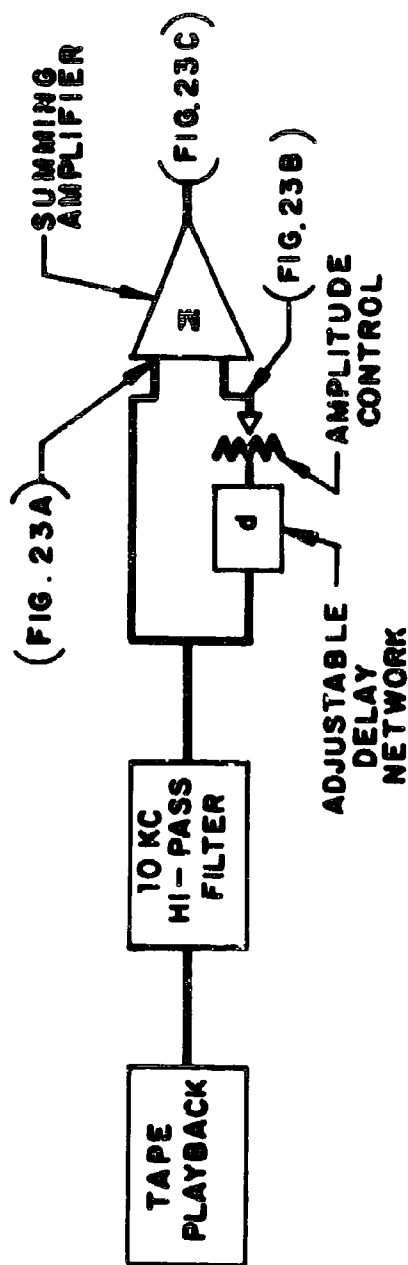 TAPE
PLAYBACK
10 KC
HI-PASS
FILTER
(FIG. 23A)
d
ADJUSTABLE
DELAY
NETWORK
AMPLITUDE
CONTROL
(FIG. 23B)
SUMMING
AMPLIFIER
(FIG. 23C)